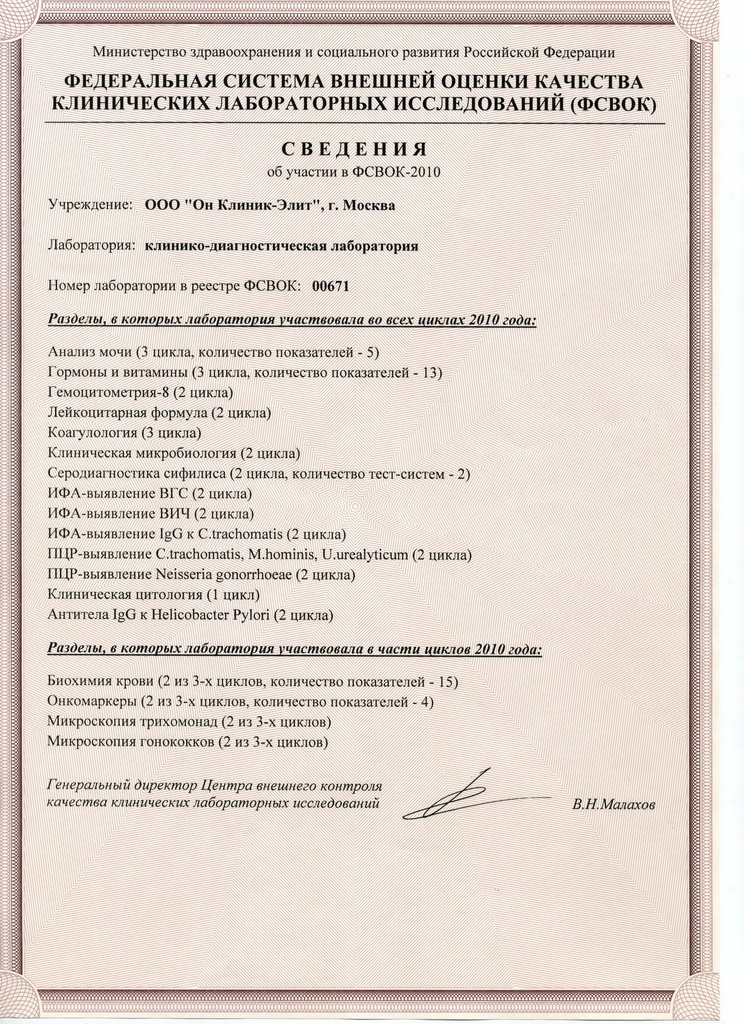 Министерство здравоохранения и социального развития Российской Федерации
ФЕДЕРАЛЬНАЯ СИСТЕМА ВНЕШНЕЙ ОЦЕНКИ КАЧЕСТВА
КЛИНИЧЕСКИХ ЛАБОРАТОРНЫХ ИССЛЕДОВАНИЙ (ФСВОК)
СВЕДЕНИЯ
об участии в ФСВОК-2010
Учреждение: ООО "Он Клиник-Элит", г. Москва
Лаборатория: клинико-диагностическая лаборатория
Номер лаборатории в реестре ФСВОК: 00671
Разделы, в которых лаборатория участвовала во всех циклах 2010 года:
Анализ мочи (3 цикла, количество показателей - 5)
Гормоны и витамины (3 цикла, количество показателей - 13)
Гемоцитометрия-8 (2 цикла)
Лейкоцитарная формула (2 цикла)
Коагулология (3 цикла)
Клиническая микробиология (2 цикла)
Серодиагностика сифилиса (2 цикла, количество тест-систем - 2)
ИФА-выявление ВГС (2 цикла)
ИФА-выявление ВИЧ (2 цикла)
ИФА-выявление IgG к C.trachomatis (2 цикла)
ПЦР-выявление C.trachomatis, M.hominis, U.urealyticum (2 цикла)
ПЦР-выявление Neisseria gonorrhoeae (2 цикла)
Клиническая цитология (1 цикл)
Антитела IgG к Helicobacter Pylori (2 цикла)
Разделы, в которых лаборатория участвовала в части циклов 2010 года:
Биохимия крови (2 из 3-х циклов, количество показателей - 15)
Онкомаркеры (2 из 3-х циклов, количество показателей - 4)
Микроскопия трихомонад (2 из 3-х циклов)
Микроскопия гонококков (2 из 3-х циклов)
Генеральный директор Центра внешнего контроля
качества клинических лабораторных исследований В.Н.Малахов